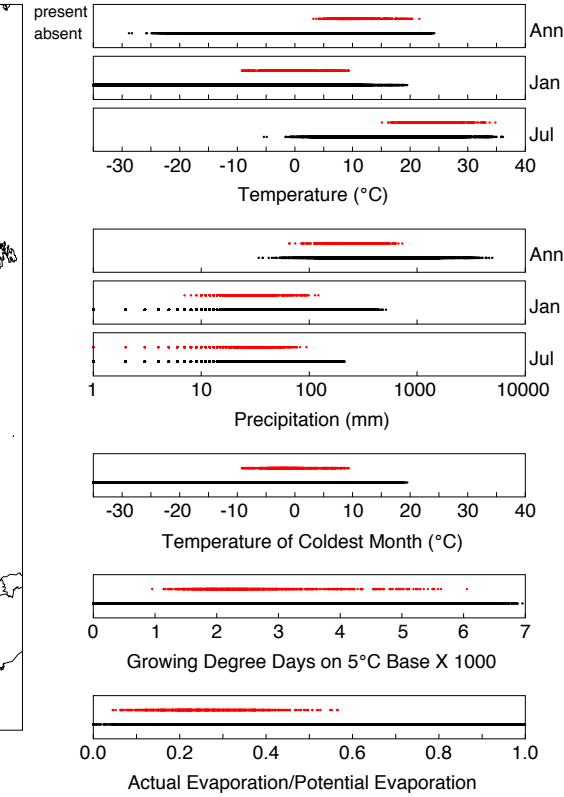 present
absent
Ann
Jan
Jul
-30 -20 -10 0 10 20 30 40
Temperature (°C)
Ann
Jan
Jul
1 10 100 1000 10000
Precipitation (mm)
-30 -20 -10 0 10 20 30 40
Temperature of Coldest Month (°C)
0 1 2 3 4 5 6 7
Growing Degree Days on 5°C Base X 1000
0.0 0.2 0.4 0.6 0.8 1.0
Actual Evaporation/Potential Evaporation